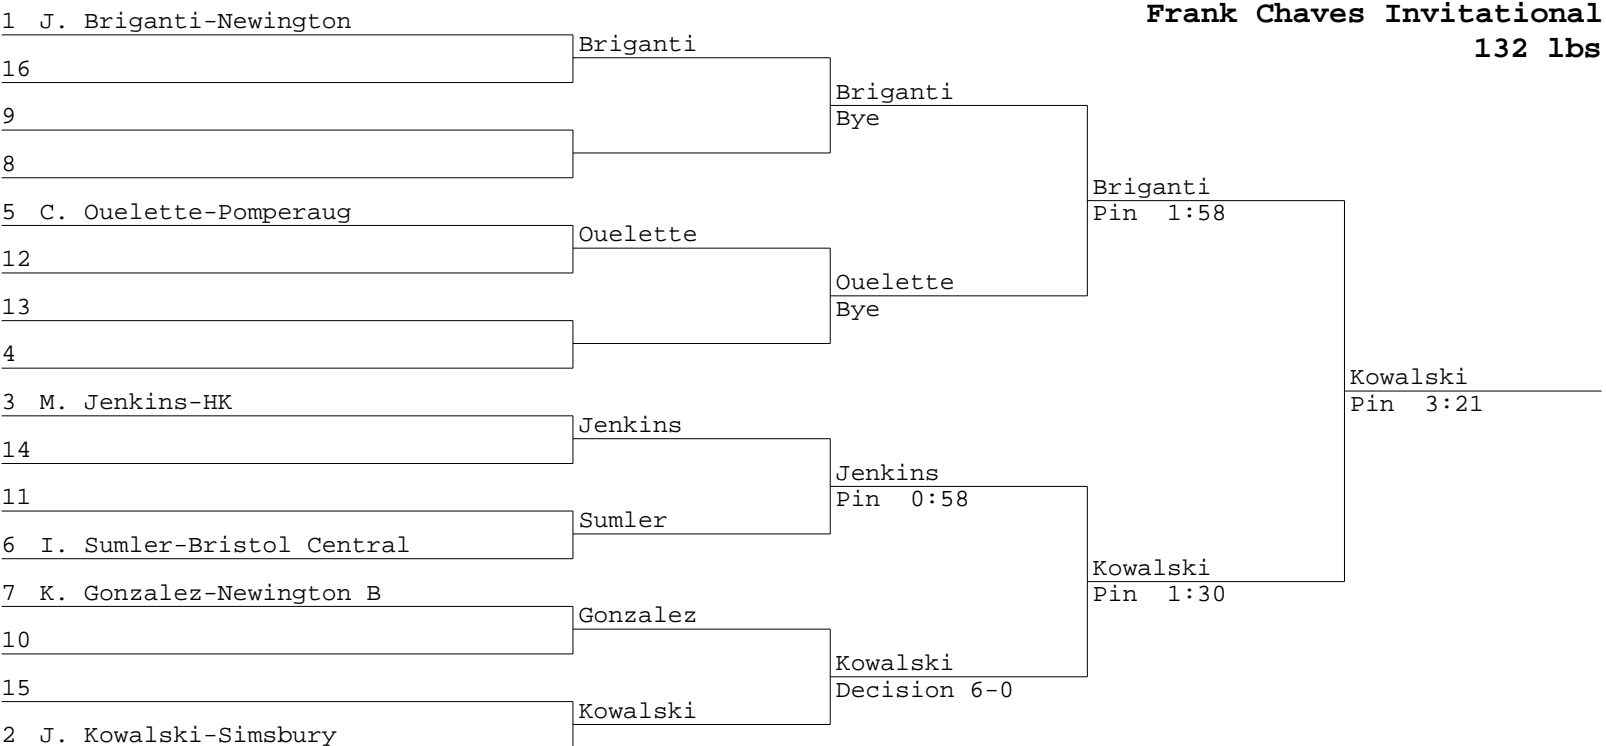 Frank Chaves Invitational
132 lbs
1 J. Briganti-Newington
Briganti
16
Briganti
Bye
9
8
Briganti
Pin 1:58
5 C. Ouelette-Pomperaug
Ouelette
12
Ouelette
Bye
13
4
Kowalski
Pin 3:21
3 M. Jenkins-HK
Jenkins
14
Jenkins
Pin 0:58
11
Sumler
6 I. Sumler-Bristol Central
Kowalski
Pin 1:30
7 K. Gonzalez-Newington B
Gonzalez
10
Kowalski
Decision 6-0
15
Kowalski
2 J. Kowalski-Simsbury